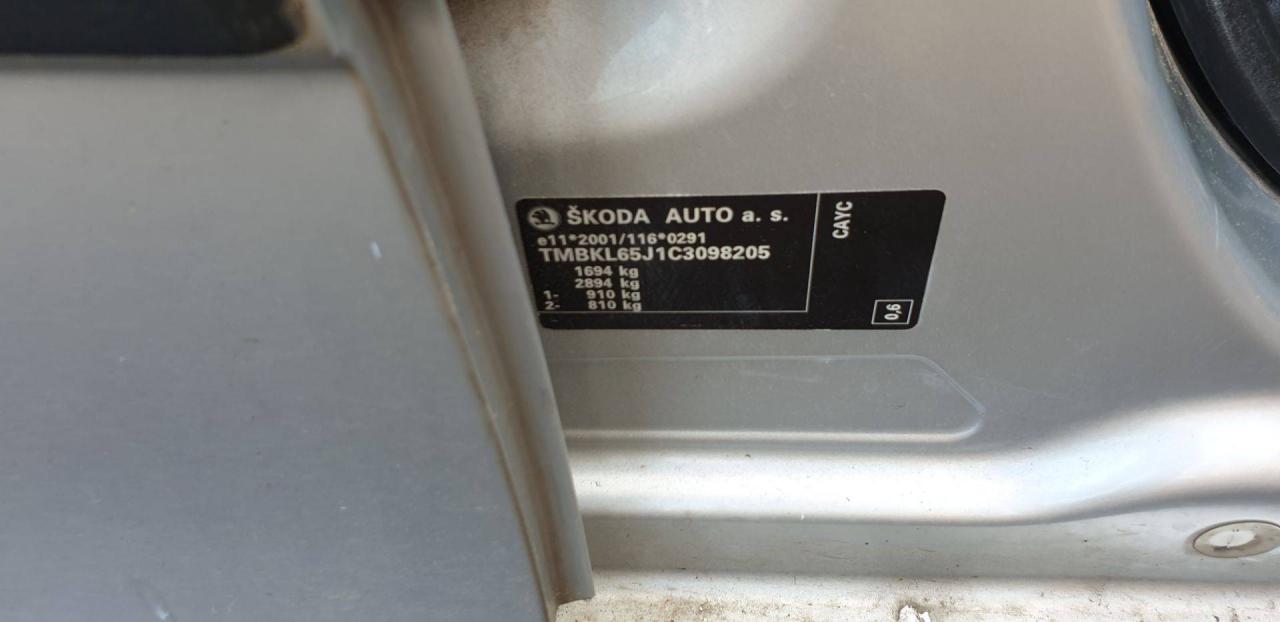 ŠKODA AUTO a. s.
e11*2001/116*0291
TMBKL65J1C3098205
1694 kg
2894 kg
1- 910 kg
2- 810 kg
CAYC
0,6